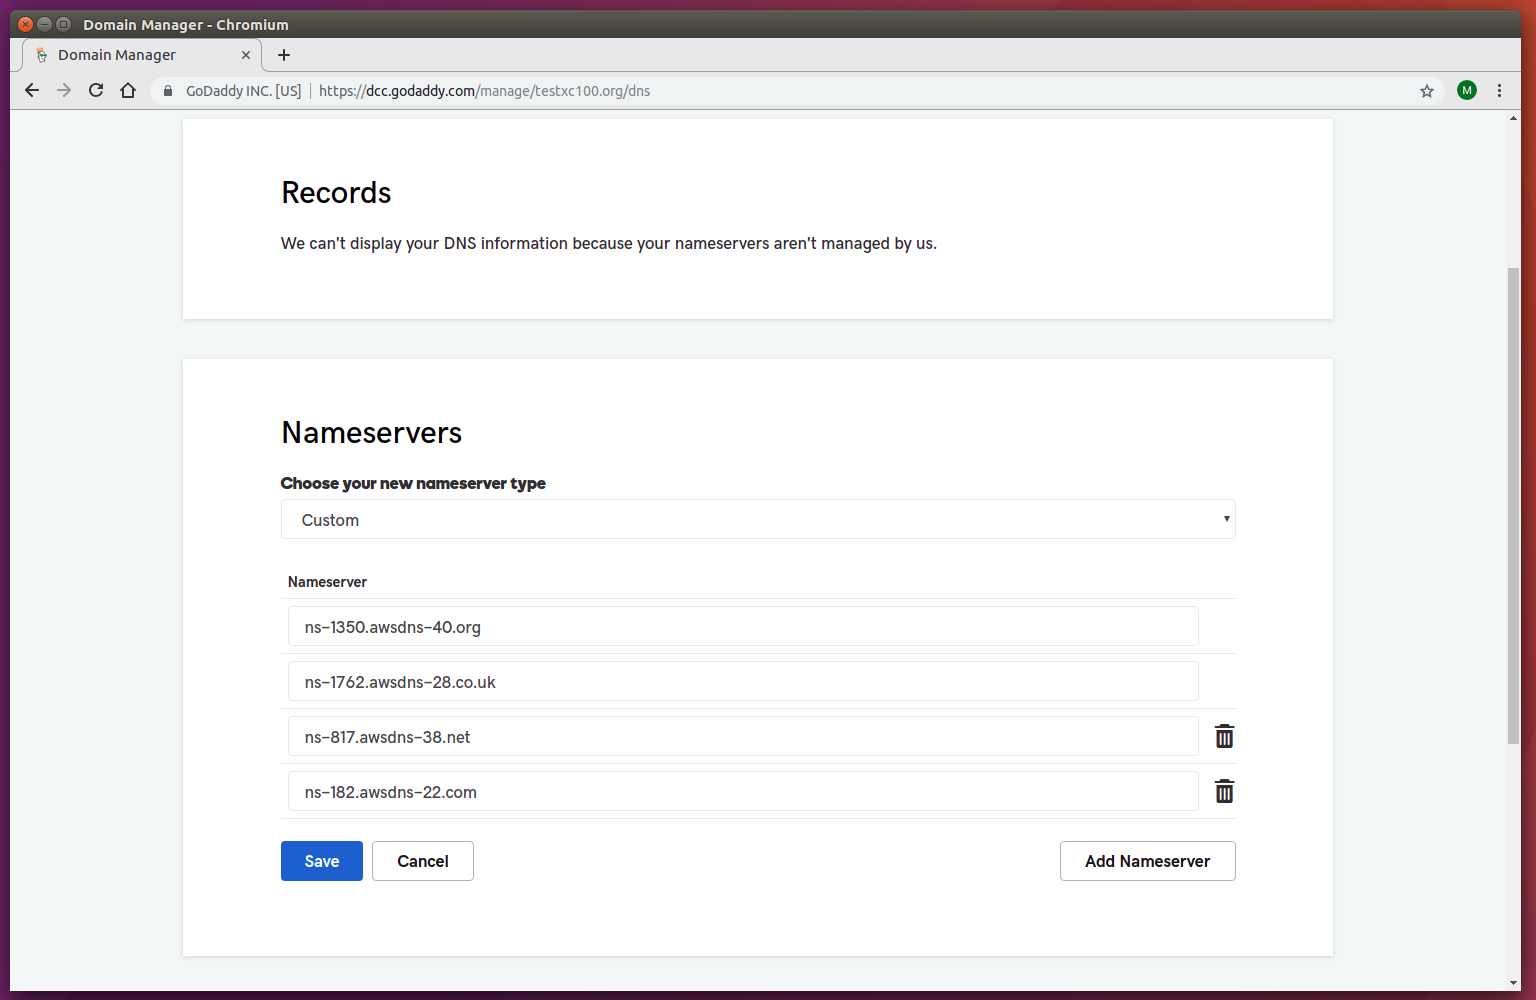 Domain Manager - Chromium
Domain Manager
GoDaddy INC. [US] | https://dcc.godaddy.com/manage/testxc100.org/dns
M
Records
We can't display your DNS information because your nameservers aren't managed by us.
Nameservers
Choose your new nameserver type
Custom
Nameserver
ns-1350.awsdns-40.org
ns-1762.awsdns-28.co.uk
ns-817.awsdns-38.net
ns-182.awsdns-22.com
Save Cancel Add Nameserver